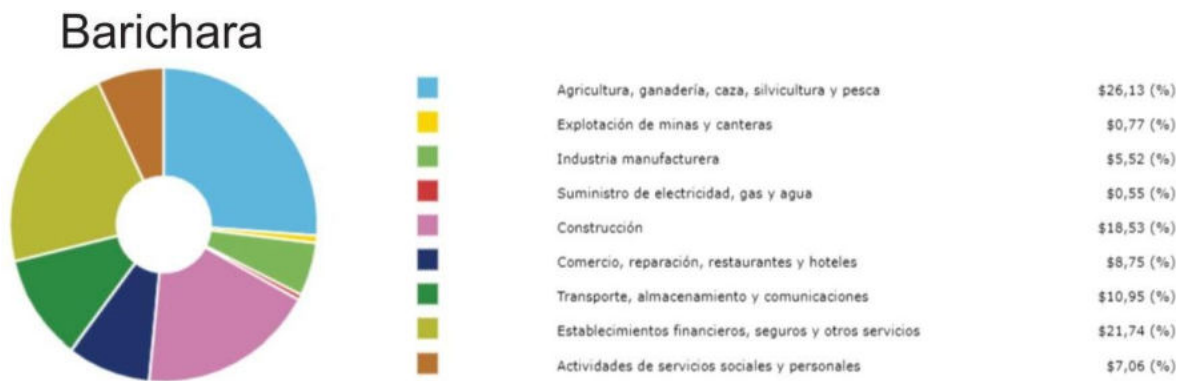 Barichara
Agricultura, ganadería, caza, silvicultura y pesca $26,13 (%)
Explotación de minas y canteras $0,77 (%)
Industria manufacturera $5,52 (%)
Suministro de electricidad, gas y agua $0,55 (%)
Construcción $18,53 (%)
Comercio, reparación, restaurantes y hoteles $8,75 (%)
Transporte, almacenamiento y comunicaciones $10,95 (%)
Establecimientos financieros, seguros y otros servicios $21,74 (%)
Actividades de servicios sociales y personales $7,06 (%)